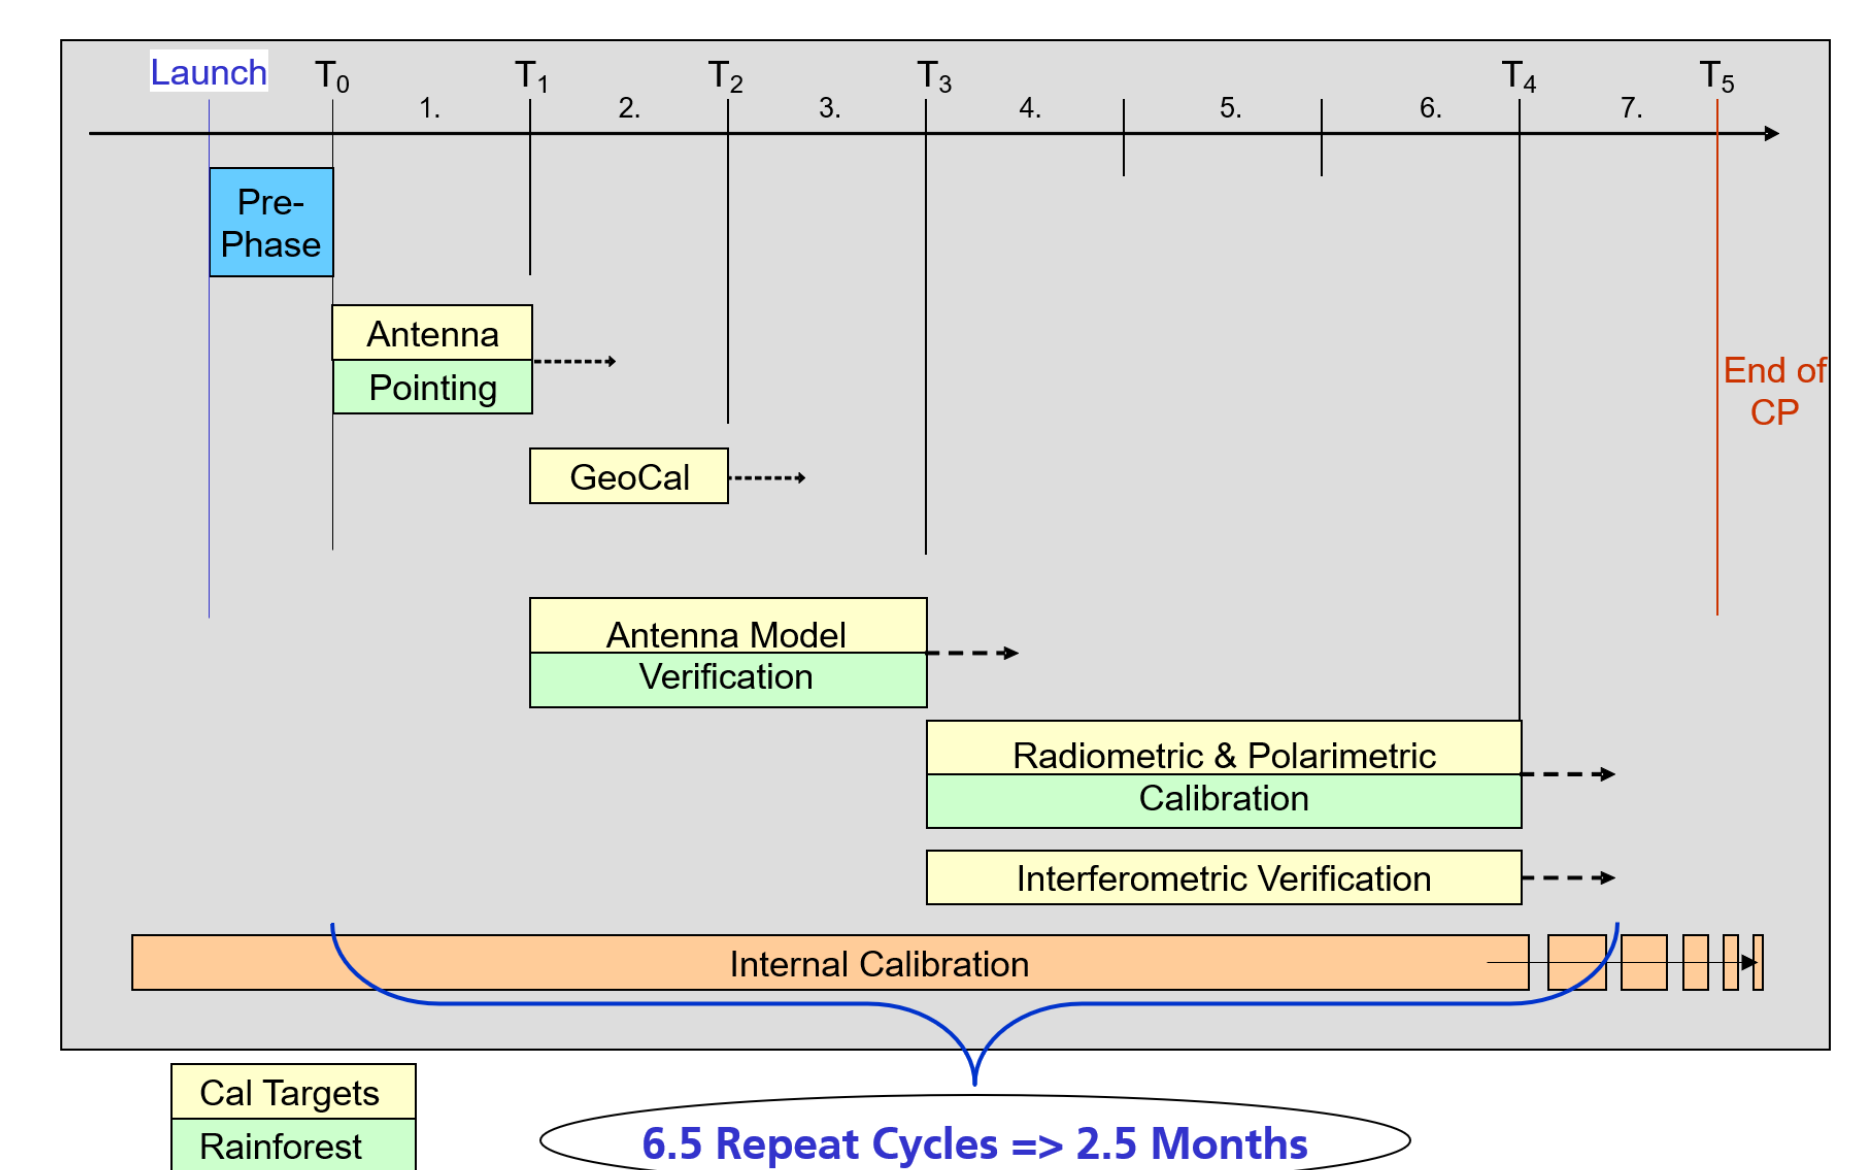 Launch T0 T1 T2 T3 T4 T5
1. 2. 3. 4. 5. 6. 7.
Pre-
Phase
Antenna
Pointing
End of
CP
GeoCal
Antenna Model
Verification
Radiometric & Polarimetric
Calibration
Interferometric Verification
Internal Calibration
Cal Targets
Rainforest
6.5 Repeat Cycles => 2.5 Months